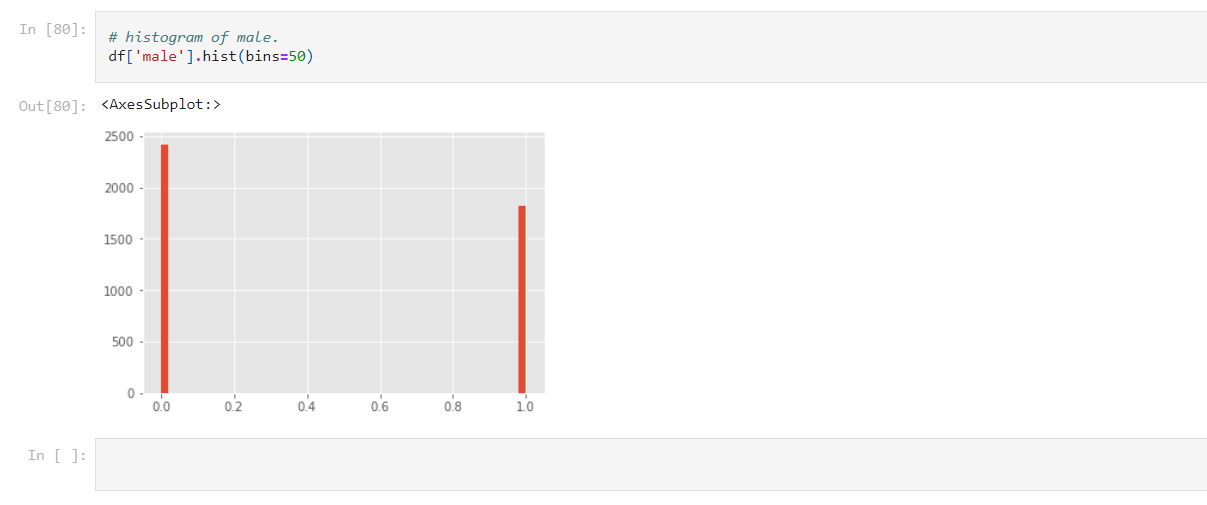 In [80]:
# histogram of male.
df['male'].hist(bins=50)
Out[80]:
<AxesSubplot:>
2500
2000
1500
1000
500
0
0.0 0.2 0.4 0.6 0.8 1.0
In [ ]: